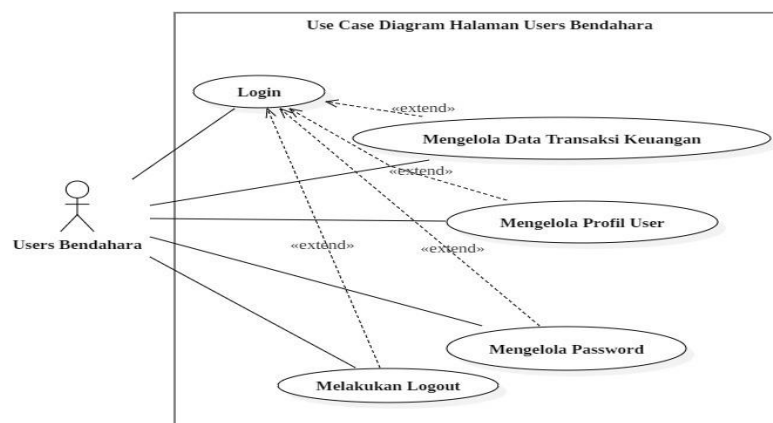 Use Case Diagram Halaman Users Bendahara
Login
«extend»
Mengelola Data Transaksi Keuangan
«extend»
Mengelola Profil User
Users Bendahara
«extend»
«extend»
Mengelola Password
Melakukan Logout